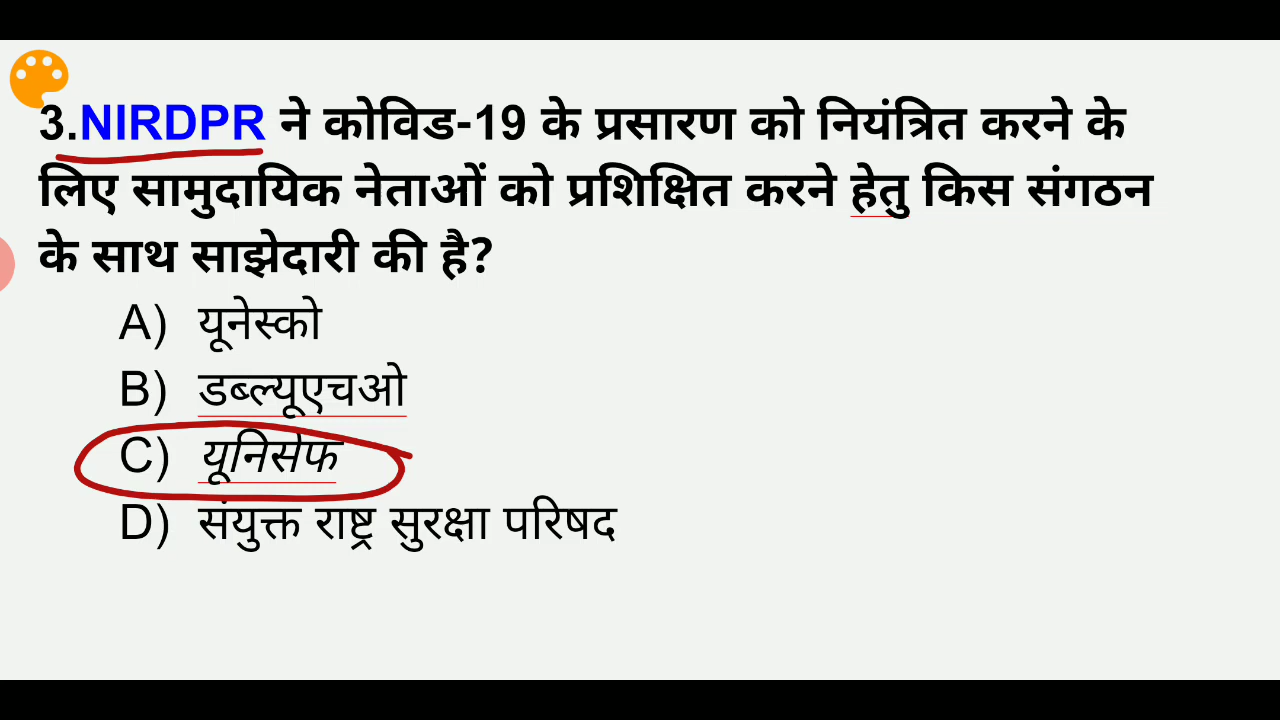 3.NIRDPR ने कोविड-19 के प्रसारण को नियंत्रित करने के
लिए सामुदायिक नेताओं को प्रशिक्षित करने हेतु किस संगठन
के साथ साझेदारी की है?
A) यूनेस्को
B) डब्ल्यूएचओ
C) यूनिसेफ
D) संयुक्त राष्ट्र सुरक्षा परिषद